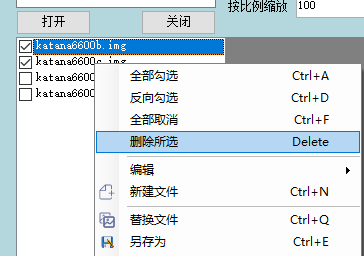 按比例缩放 100
打开 关闭
katana6600b.img
katana6600c.img
katana6600
katana6600
全部勾选 Ctrl+A
反向勾选 Ctrl+D
全部取消 Ctrl+F
删除所选 Delete
编辑
新建文件 Ctrl+N
替换文件 Ctrl+Q
另存为 Ctrl+E